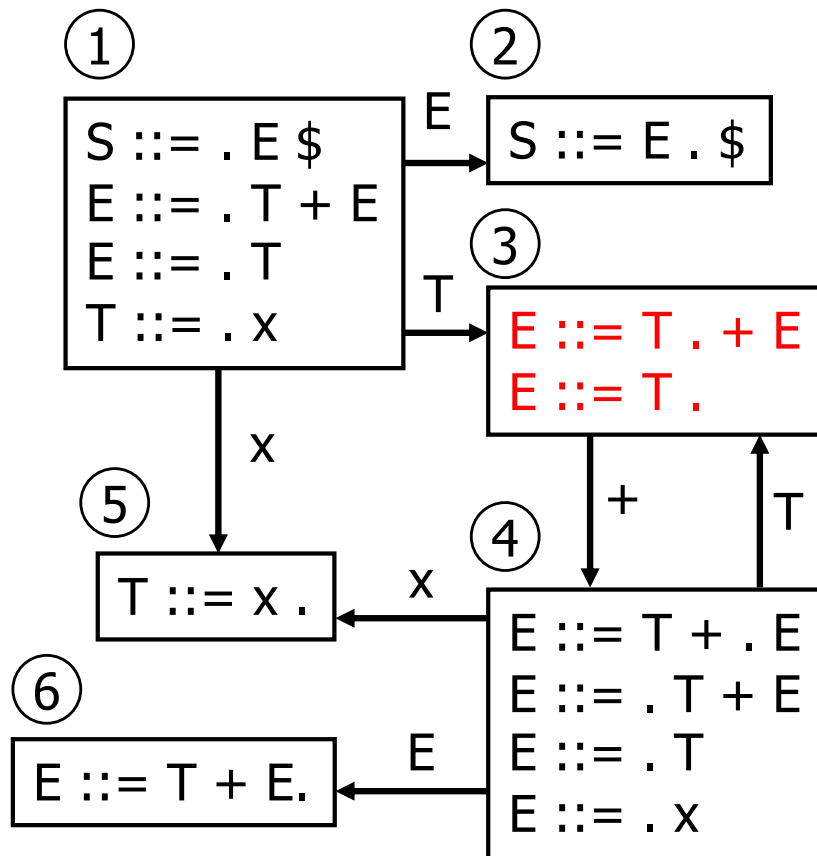 1
2
S ::= . E $
E ::= . T + E
E ::= . T
T ::= . x
E
S ::= E . $
3
T
E ::= T . + E
E ::= T .
x
+
T
5
4
T ::= x .
x
E ::= T + . E
E ::= . T + E
E ::= . T
E ::= . x
6
E
E ::= T + E.